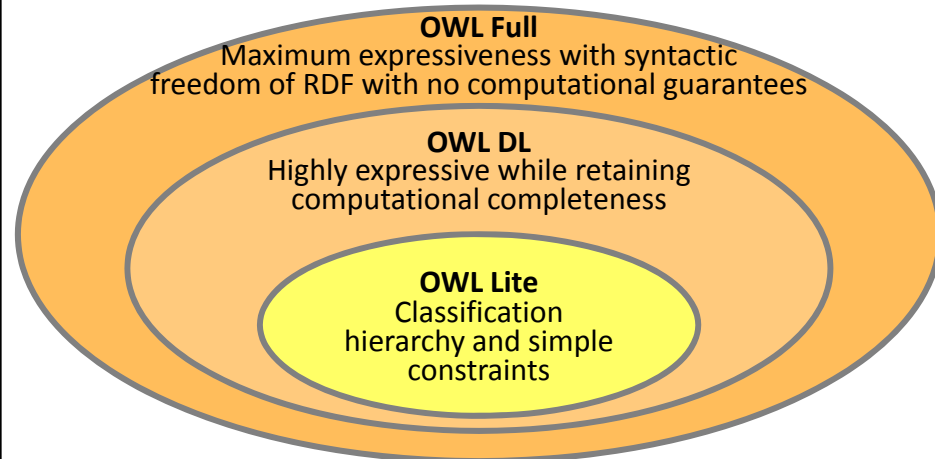 OWL Full
Maximum expressiveness with syntactic
freedom of RDF with no computational guarantees
OWL DL
Highly expressive while retaining
computational completeness
OWL Lite
Classification
hierarchy and simple
constraints